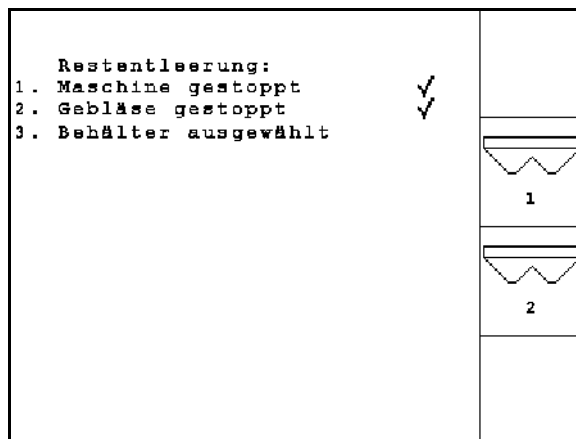 Restentleerung:
1. Maschine gestoppt ✓
2. Gebläse gestoppt ✓
3. Behälter ausgewählt
1
2